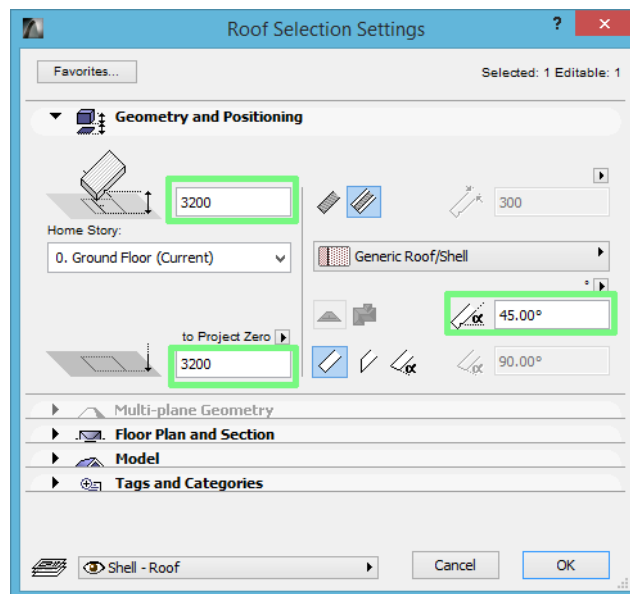 Roof Selection Settings
?
×
Favorites...
Selected: 1 Editable: 1
Geometry and Positioning
3200
300
Home Story:
0. Ground Floor (Current)
Generic Roof/Shell
°
α 45.00°
to Project Zero
3200
α
α 90.00°
Multi-plane Geometry
Floor Plan and Section
Model
Tags and Categories
Shell - Roof
Cancel
OK